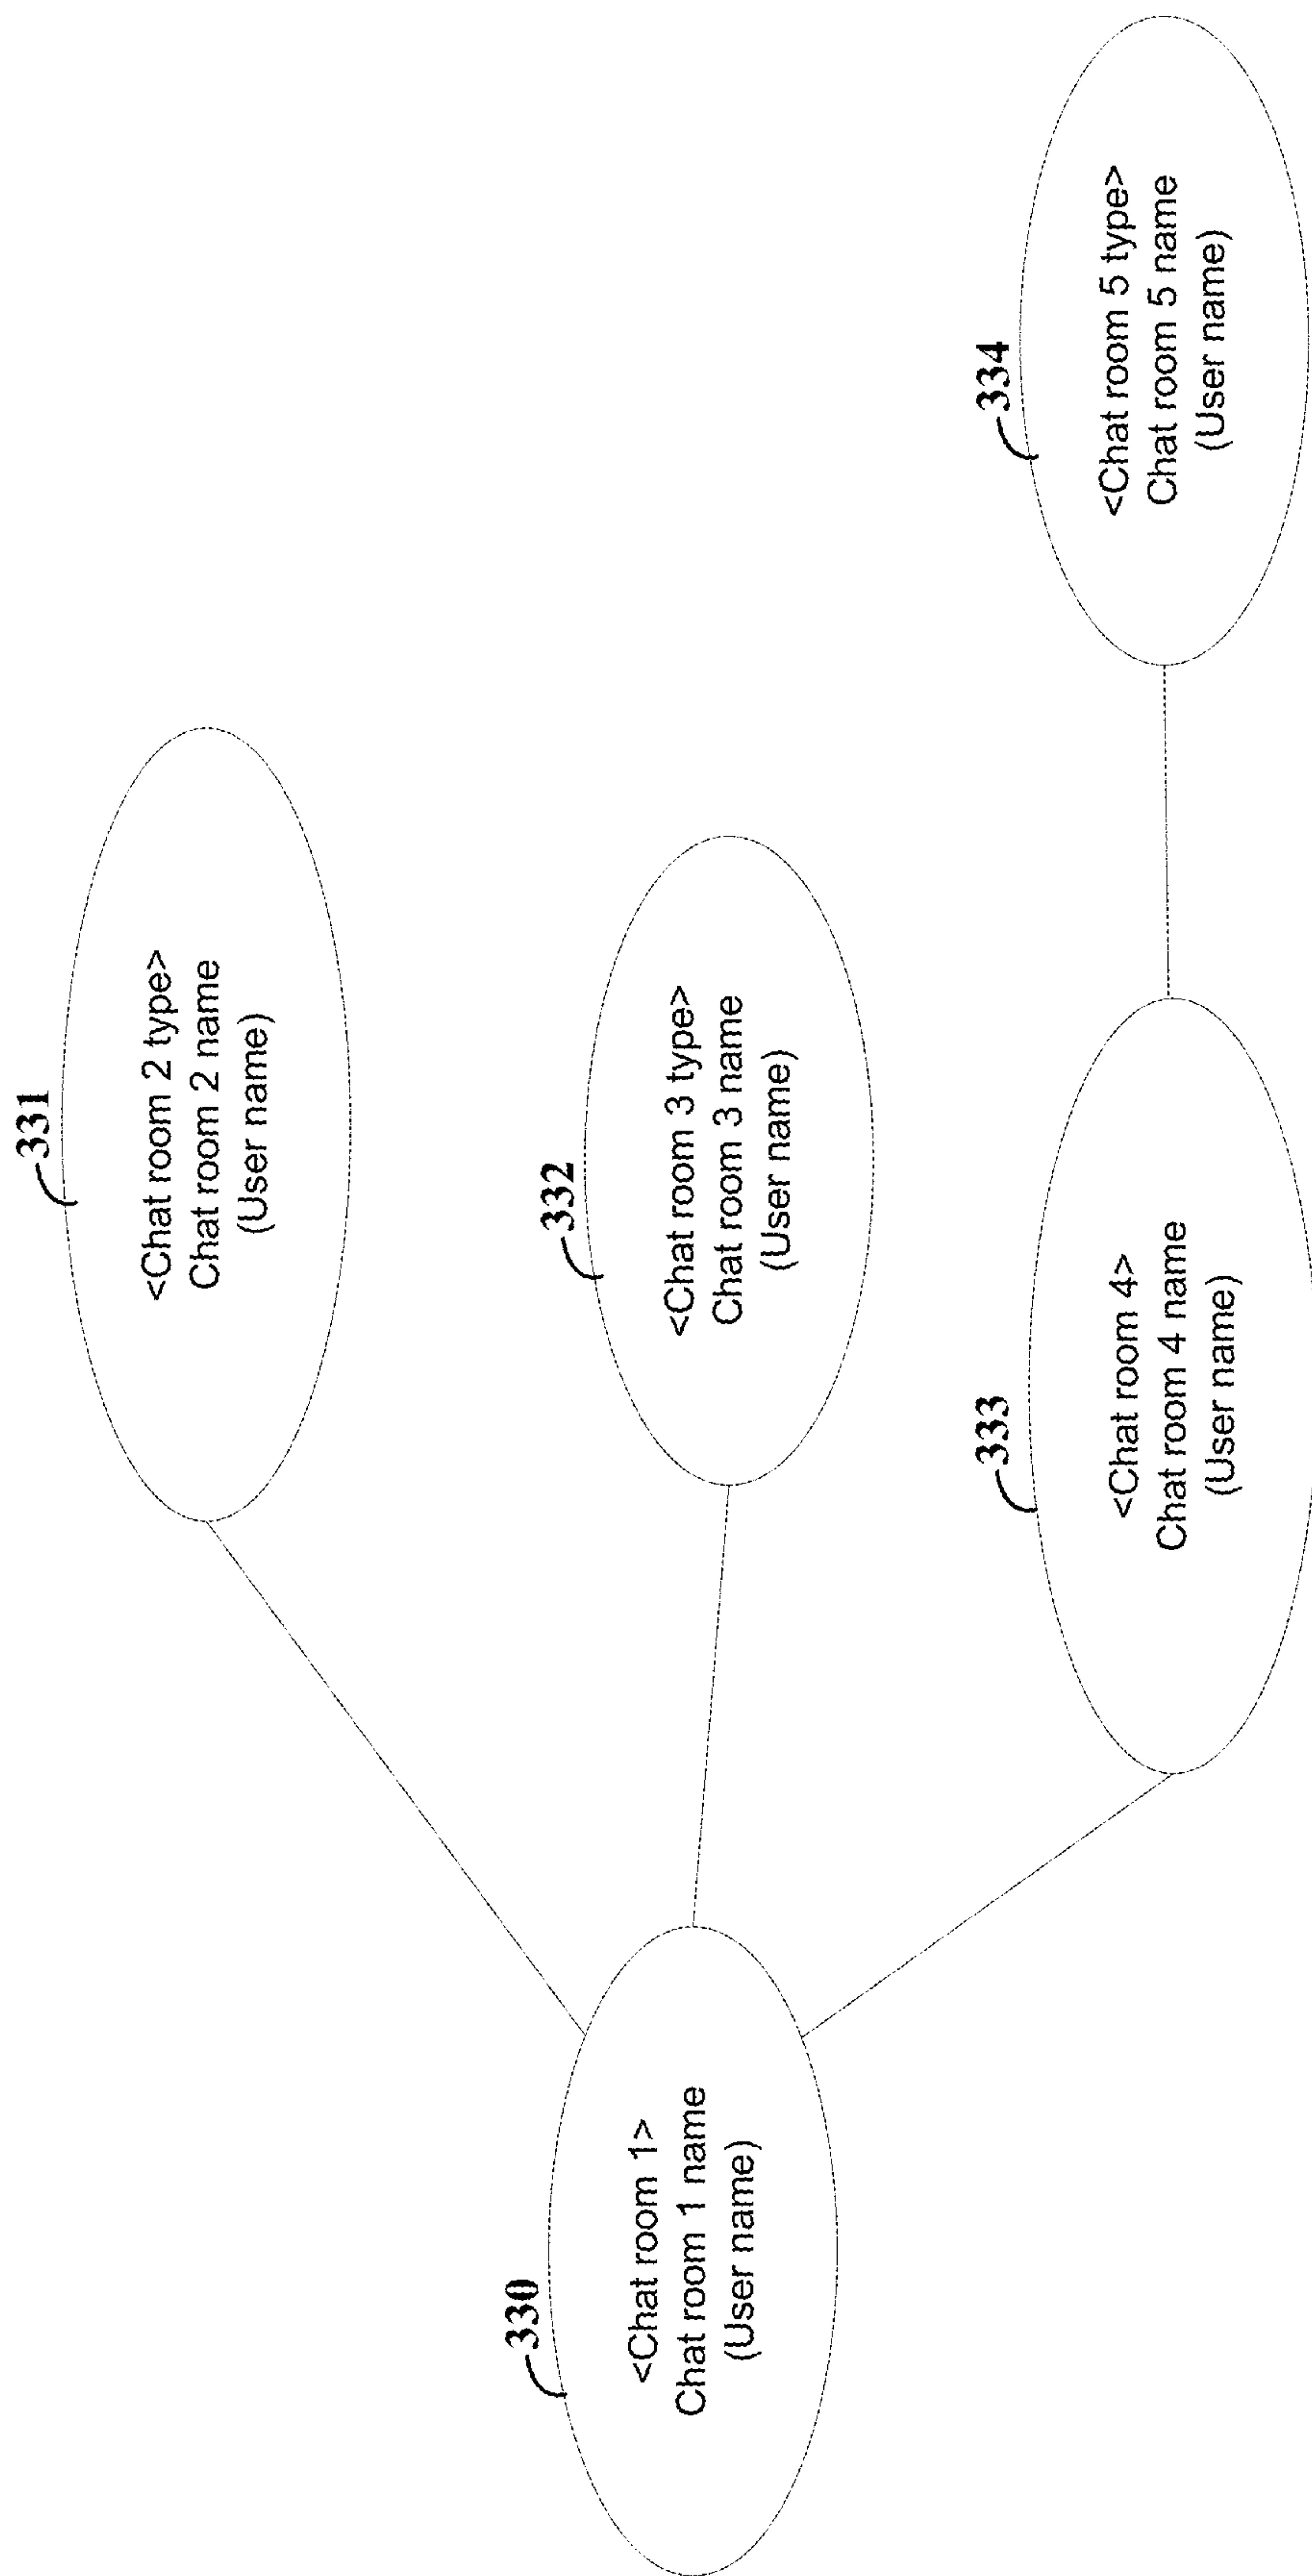 330
<Chat room 1>
Chat room 1 name
(User name)
331
<Chat room 2 type>
Chat room 2 name
(User name)
332
<Chat room 3 type>
Chat room 3 name
(User name)
333
<Chat room 4>
Chat room 4 name
(User name)
334
<Chat room 5 type>
Chat room 5 name
(User name)